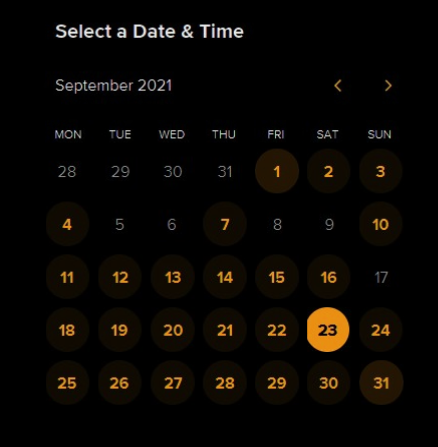 Select a Date & Time
September 2021
MON TUE WED THU FRI SAT SUN
28 29 30 31 1 2 3
4 5 6 7 8 9 10
11 12 13 14 15 16 17
18 19 20 21 22 23 24
25 26 27 28 29 30 31